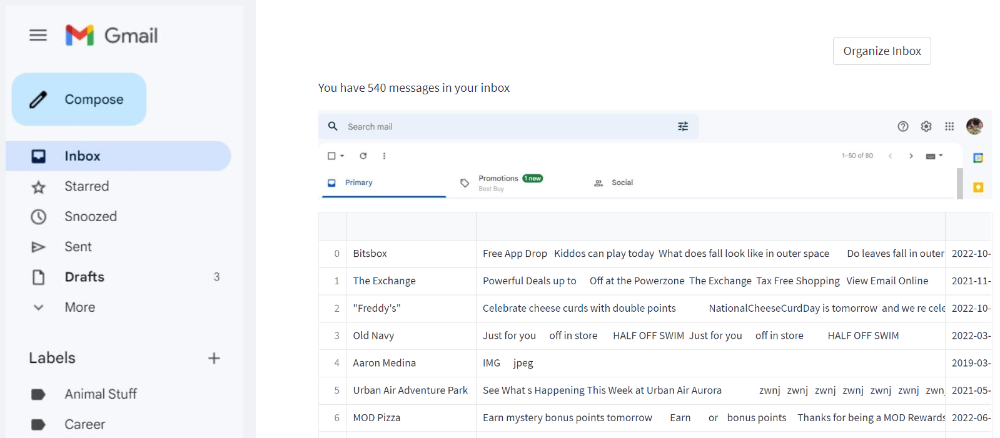 Gmail
Compose
Inbox
Starred
Snoozed
Sent
Drafts 3
More
Labels +
Animal Stuff
Career
Organize Inbox
You have 540 messages in your inbox
Search mail
1–50 of 80
Primary
Promotions 1 new
Best Buy
Social
31
0 Bitsbox Free App Drop Kiddos can play today What does fall look like in outer space Do leaves fall in outer 2022-10-
1 The Exchange Powerful Deals up to Off at the Powerzone The Exchange Tax Free Shopping View Email Online 2021-11-
2 "Freddy's" Celebrate cheese curds with double points NationalCheeseCurdDay is tomorrow and we re cele 2022-10-
3 Old Navy Just for you off in store HALF OFF SWIM Just for you off in store HALF OFF SWIM 2022-03-
4 Aaron Medina IMG jpeg 2019-03-
5 Urban Air Adventure Park See What s Happening This Week at Urban Air Aurora zwnj zwnj zwnj zwnj zwnj zwnj zwnj 2021-05-
6 MOD Pizza Earn mystery bonus points tomorrow Earn or bonus points Thanks for being a MOD Rewards 2022-06-